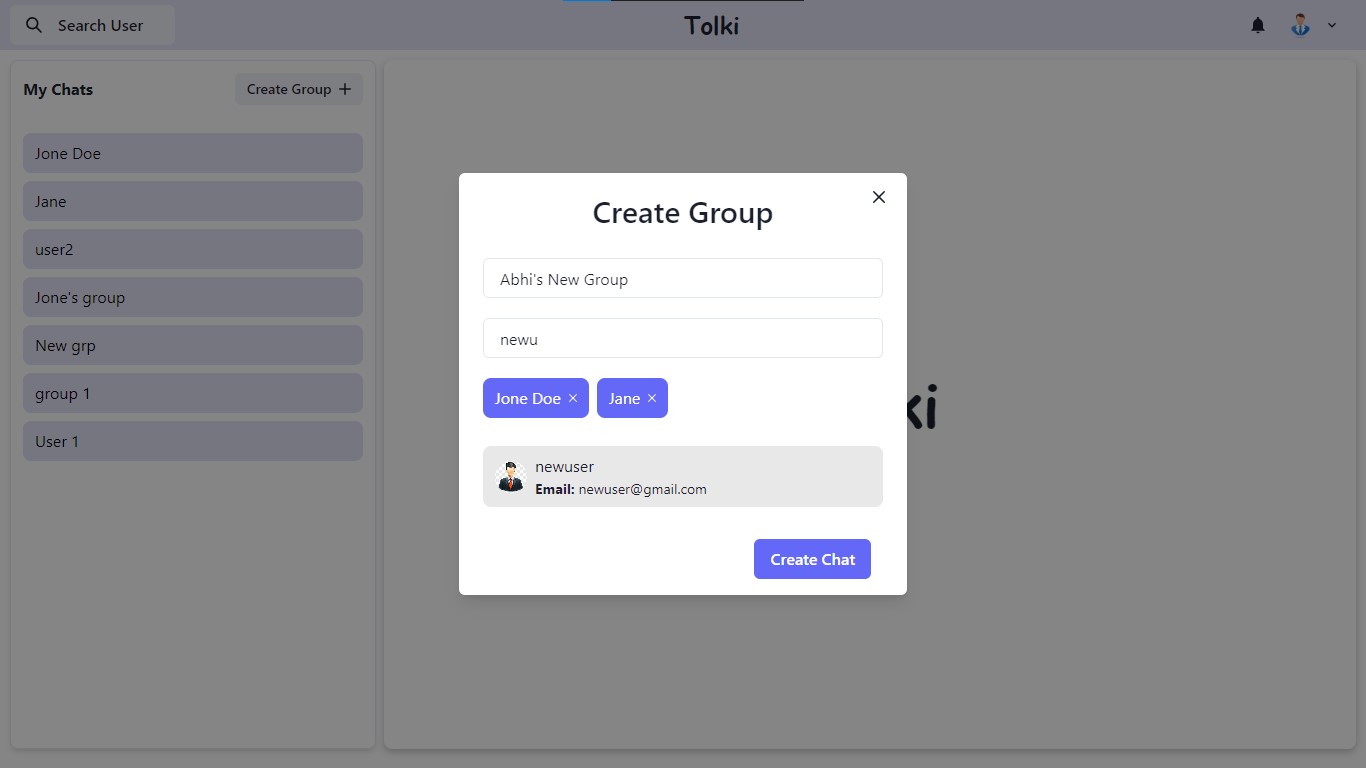 Search User
Tolki
My Chats
Create Group
Jone Doe
Jane
user2
Jone's group
New grp
group 1
User 1
Create Group
Abhi's New Group
newu
Jone Doe
Jane
newuser
Email: newuser@gmail.com
Create Chat
ki